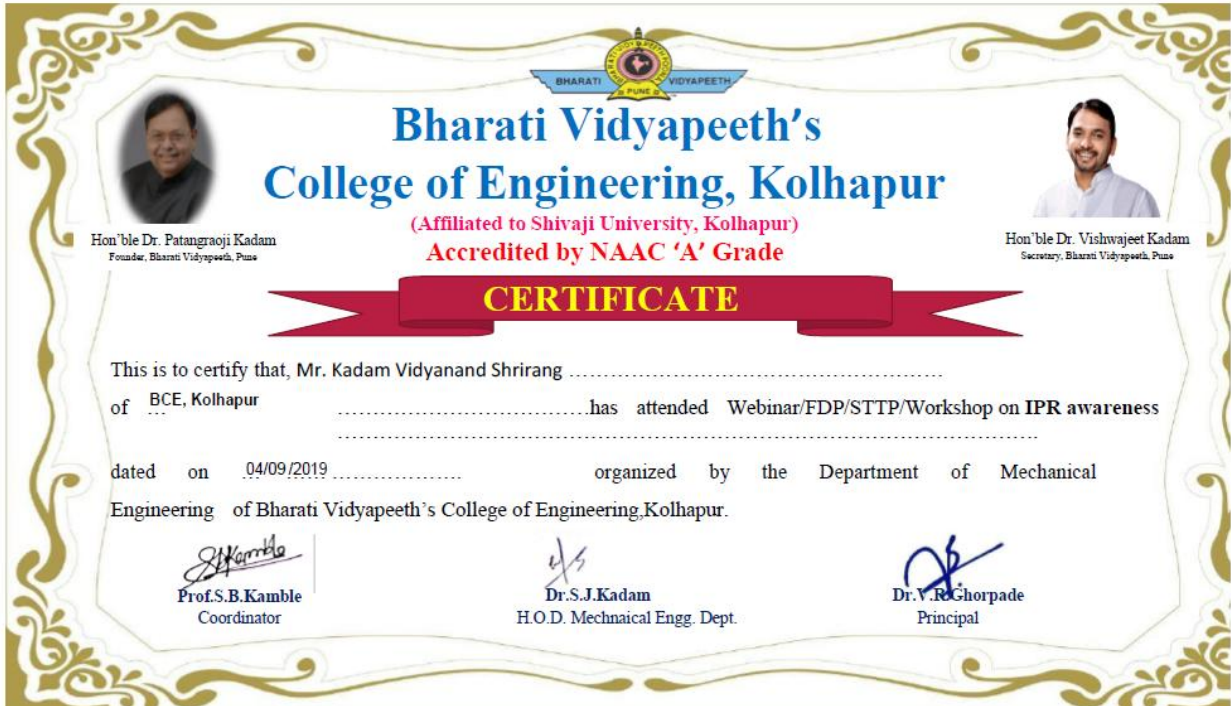 BHARATI VIDYAPEETH
PUNE
Bharati Vidyapeeth's
College of Engineering, Kolhapur
(Affiliated to Shivaji University, Kolhapur)
Accredited by NAAC ‘A’ Grade
Hon'ble Dr. Patangraoji Kadam
Founder, Bharati Vidyapeeth, Pune
Hon'ble Dr. Vishwajeet Kadam
Secretary, Bharati Vidyapeeth, Pune
CERTIFICATE
This is to certify that, Mr. Kadam Vidyanand Shrirang ………………………………………………
of BCE, Kolhapur ……………………………….has attended Webinar/FDP/STTP/Workshop on IPR awareness
………………………………………………………………………………………….
dated on 04/09/2019 ………………. organized by the Department of Mechanical
Engineering of Bharati Vidyapeeth's College of Engineering,Kolhapur.
SBKamble
Prof.S.B.Kamble
Coordinator
Dr.S.J.Kadam
H.O.D. Mechnaical Engg. Dept.
Dr.V.R.Ghorpade
Principal